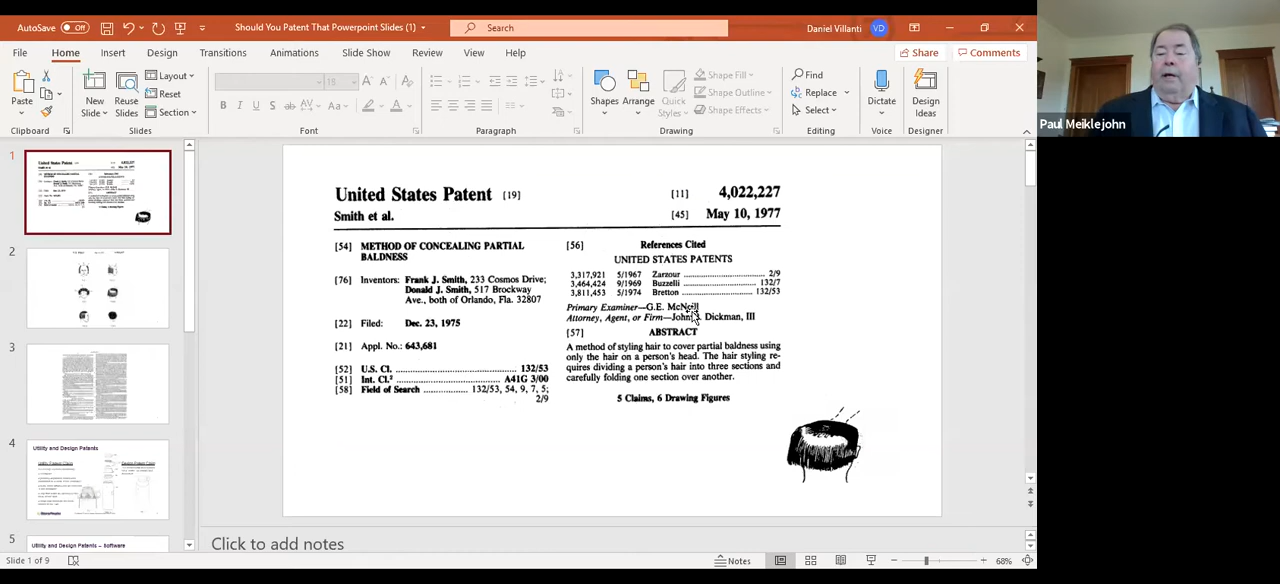 AutoSave Off
Should You Patent That Powerpoint Slides (1)
Search
Daniel Villanti VD
File Home Insert Design Transitions Animations Slide Show Review View Help
Share Comments
Paste
Clipboard
New Slides
Reuse Slides
Layout
Reset
Section
Slides
18
Font
Paragraph
Shapes
Arrange
Quick Styles
Shape Fill
Shape Outline
Shape Effects
Drawing
Find
Replace
Select
Editing
Dictate
Voice
Design Ideas
Designer
Paul Meiklejohn
1
2
3
4
Utility and Design Patents
5
Utility and Design Patents – Software
United States Patent [19]
Smith et al.
[11] 4,022,227
[45] May 10, 1977
[54] METHOD OF CONCEALING PARTIAL
BALDNESS
[76] Inventors: Frank J. Smith, 233 Cosmos Drive;
Donald J. Smith, 517 Brockway
Ave., both of Orlando, Fla. 32807
[22] Filed: Dec. 23, 1975
[21] Appl. No.: 643,681
[52] U.S. Cl. 132/53
[51] Int. Cl.² A41G 3/00
[58] Field of Search 132/53, 54, 9, 7, 5;
2/9
[56] References Cited
UNITED STATES PATENTS
3,317,921 5/1967 Zarzour 2/9
3,464,424 9/1969 Buzzelli 132/7
3,811,453 5/1974 Bretton 132/53
Primary Examiner—G.E. McNeill
Attorney, Agent, or Firm—John Dickman, III
[57] ABSTRACT
A method of styling hair to cover partial baldness using
only the hair on a person's head. The hair styling re-
quires dividing a person's hair into three sections and
carefully folding one section over another.
5 Claims, 6 Drawing Figures
Click to add notes
Slide 1 of 9
Notes
68%